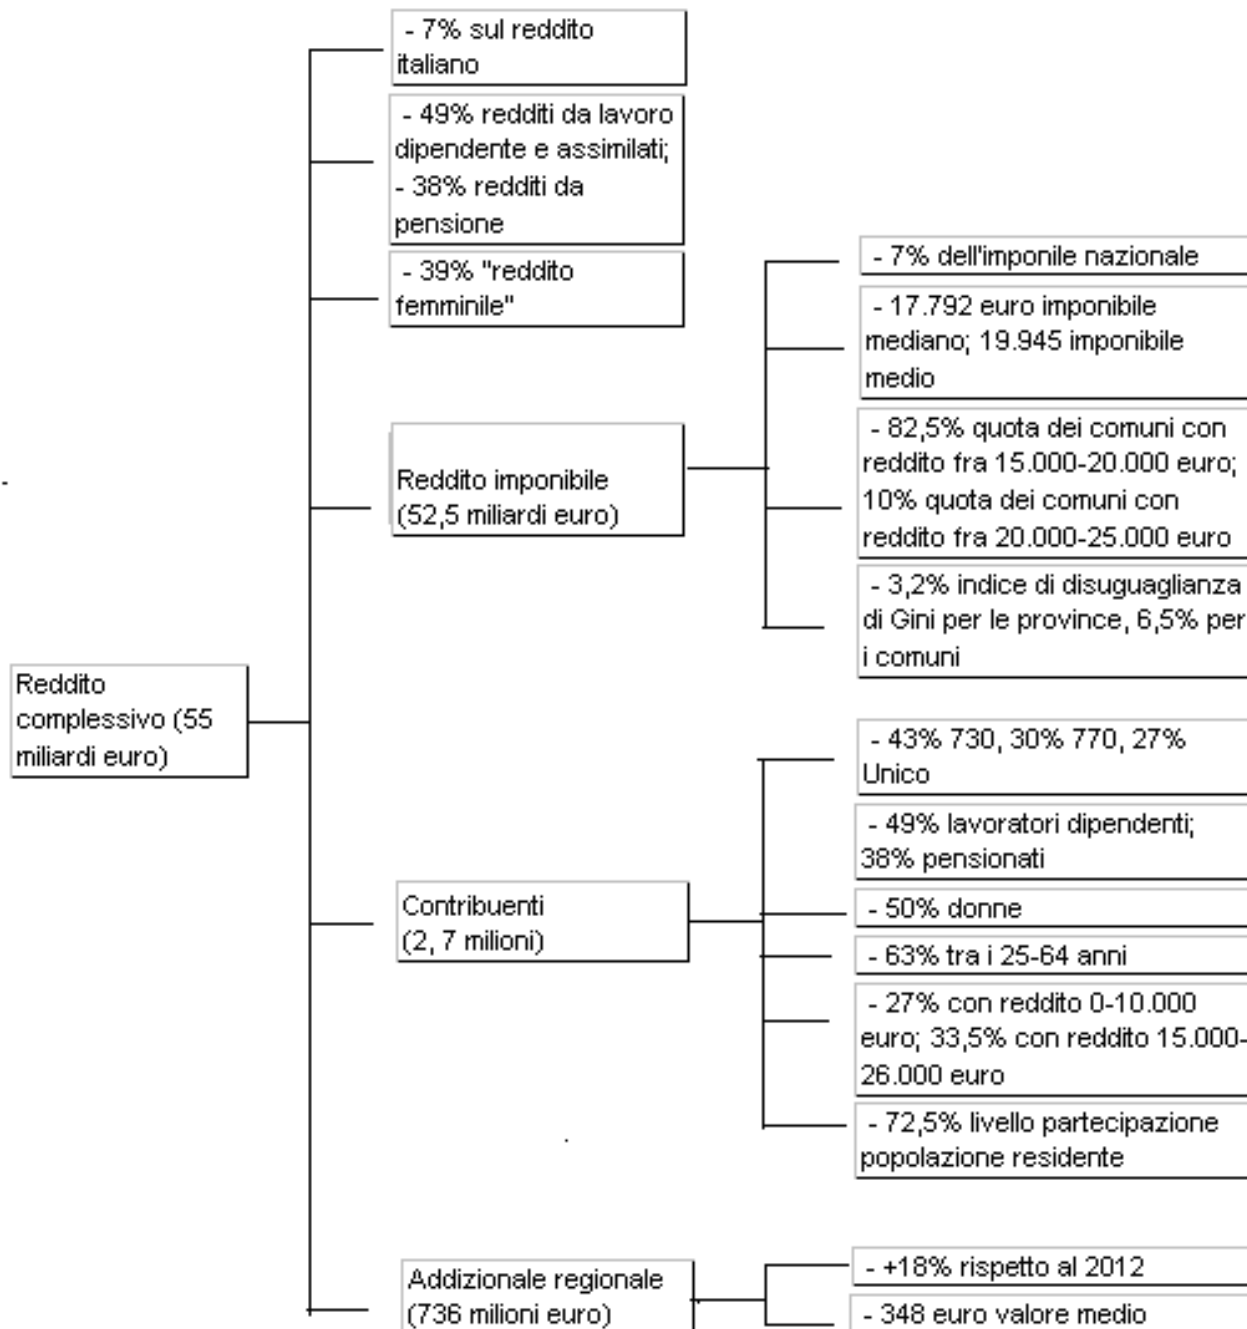 - 7% sul reddito
italiano
- 49% redditi da lavoro
dipendente e assimilati;
- 38% redditi da
pensione
- 39% "reddito
femminile"
Reddito imponibile
(52,5 miliardi euro)
- 7% dell'imponile nazionale
- 17.792 euro imponibile
mediano; 19.945 imponibile
medio
- 82,5% quota dei comuni con
reddito fra 15.000-20.000 euro;
10% quota dei comuni con
reddito fra 20.000-25.000 euro
- 3,2% indice di disuguaglianza
di Gini per le province, 6,5% per
i comuni
Reddito
complessivo (55
miliardi euro)
Contribuenti
(2, 7 milioni)
- 43% 730, 30% 770, 27%
Unico
- 49% lavoratori dipendenti;
38% pensionati
- 50% donne
- 63% tra i 25-64 anni
- 27% con reddito 0-10.000
euro; 33,5% con reddito 15.000-
26.000 euro
- 72,5% livello partecipazione
popolazione residente
Addizionale regionale
(736 milioni euro)
- +18% rispetto al 2012
- 348 euro valore medio